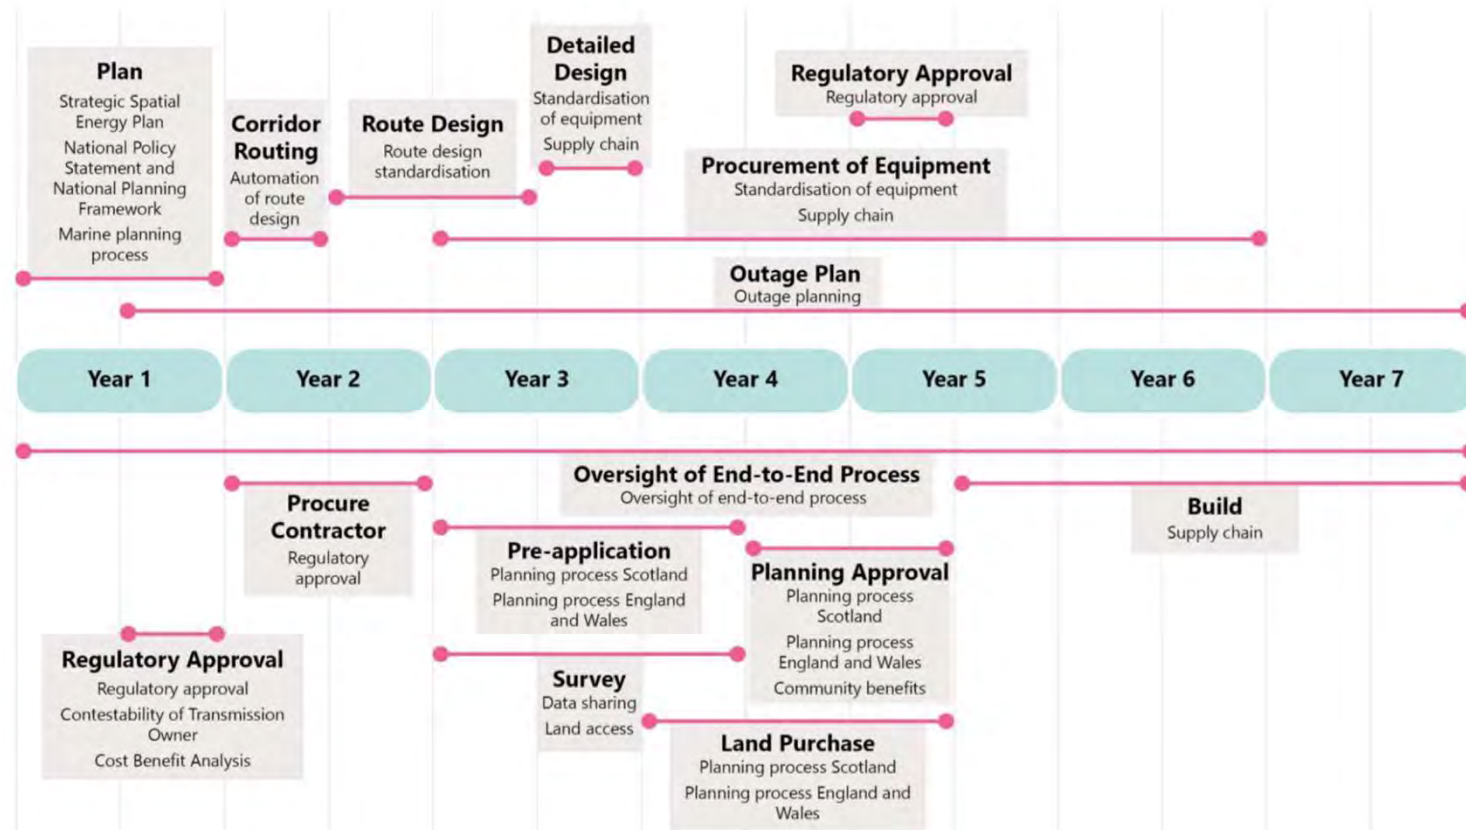 Plan
Strategic Spatial
Energy Plan
National Policy
Statement and
National Planning
Framework
Marine planning
process
Corridor
Routing
Automation
of route
design
Route Design
Route design
standardisation
Detailed
Design
Standardisation
of equipment
Supply chain
Regulatory Approval
Regulatory approval
Procurement of Equipment
Standardisation of equipment
Supply chain
Outage Plan
Outage planning
Year 1
Year 2
Year 3
Year 4
Year 5
Year 6
Year 7
Oversight of End-to-End Process
Oversight of end-to-end process
Procure
Contractor
Regulatory
approval
Build
Supply chain
Pre-application
Planning process Scotland
Planning process England
and Wales
Planning Approval
Planning process
Scotland
Planning process
England and Wales
Community benefits
Regulatory Approval
Regulatory approval
Contestability of Transmission
Owner
Cost Benefit Analysis
Survey
Data sharing
Land access
Land Purchase
Planning process Scotland
Planning process England and
Wales